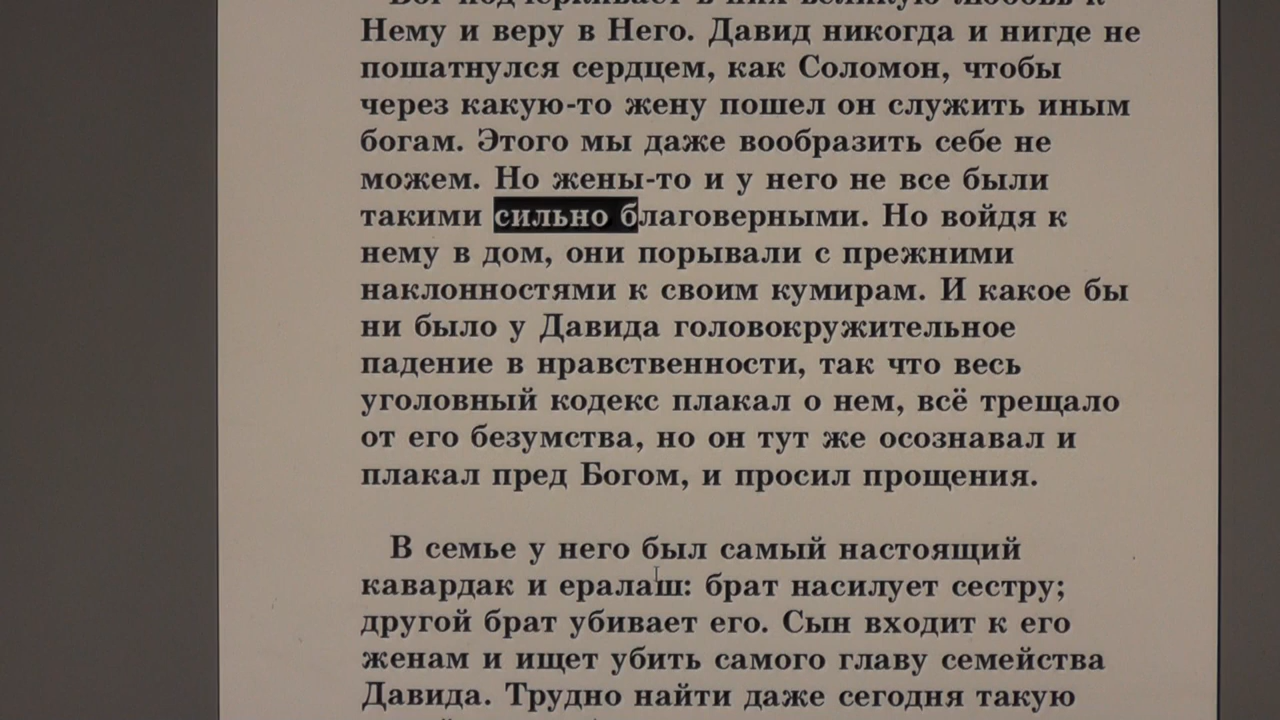 Бог подчёркивает в них великую любовь к
Нему и веру в Него. Давид никогда и нигде не
пошатнулся сердцем, как Соломон, чтобы
через какую-то жену пошел он служить иным
богам. Этого мы даже вообразить себе не
можем. Но жены-то и у него не все были
такими сильно благоверными. Но войдя к
нему в дом, они порывали с прежними
наклонностями к своим кумирам. И какое бы
ни было у Давида головокружительное
падение в нравственности, так что весь
уголовный кодекс плакал о нем, всё трещало
от его безумства, но он тут же осознавал и
плакал пред Богом, и просил прощения.
В семье у него был самый настоящий
кавардак и ералаш: брат насилует сестру;
другой брат убивает его. Сын входит к его
женам и ищет убить самого главу семейства
Давида. Трудно найти даже сегодня такую